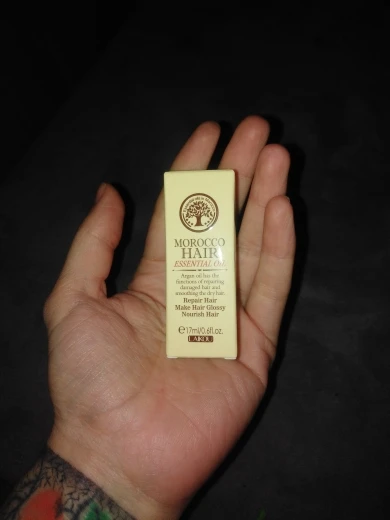 MOROCCO
HAIR
ESSENTIAL OIL
Argan oil has the
functions of repairing
damaged hair and
smoothing the dry hair.
Repair Hair
Make Hair Glossy
Nourish Hair
℮17ml/0.6fl.oz.
LAIKOU